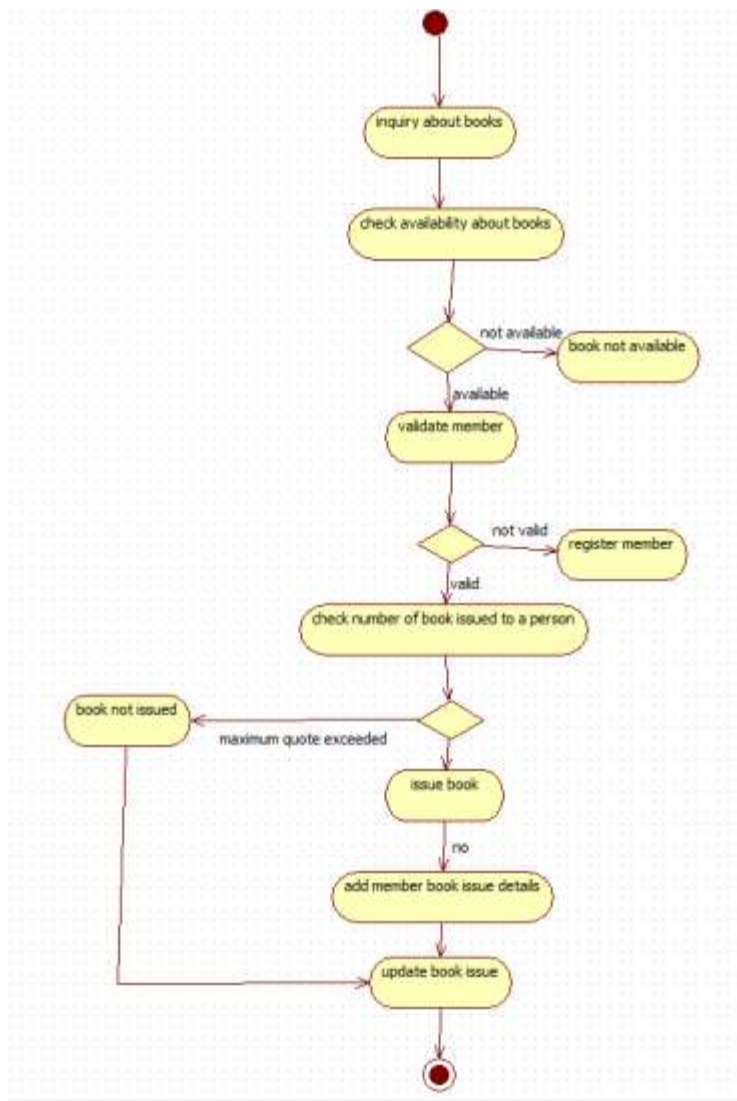 inquiry about books
check availability about books
not available
book not available
available
validate member
not valid
register member
valid
check number of book issued to a person
book not issued
maximum quote exceeded
issue book
no
add member book issue details
update book issue